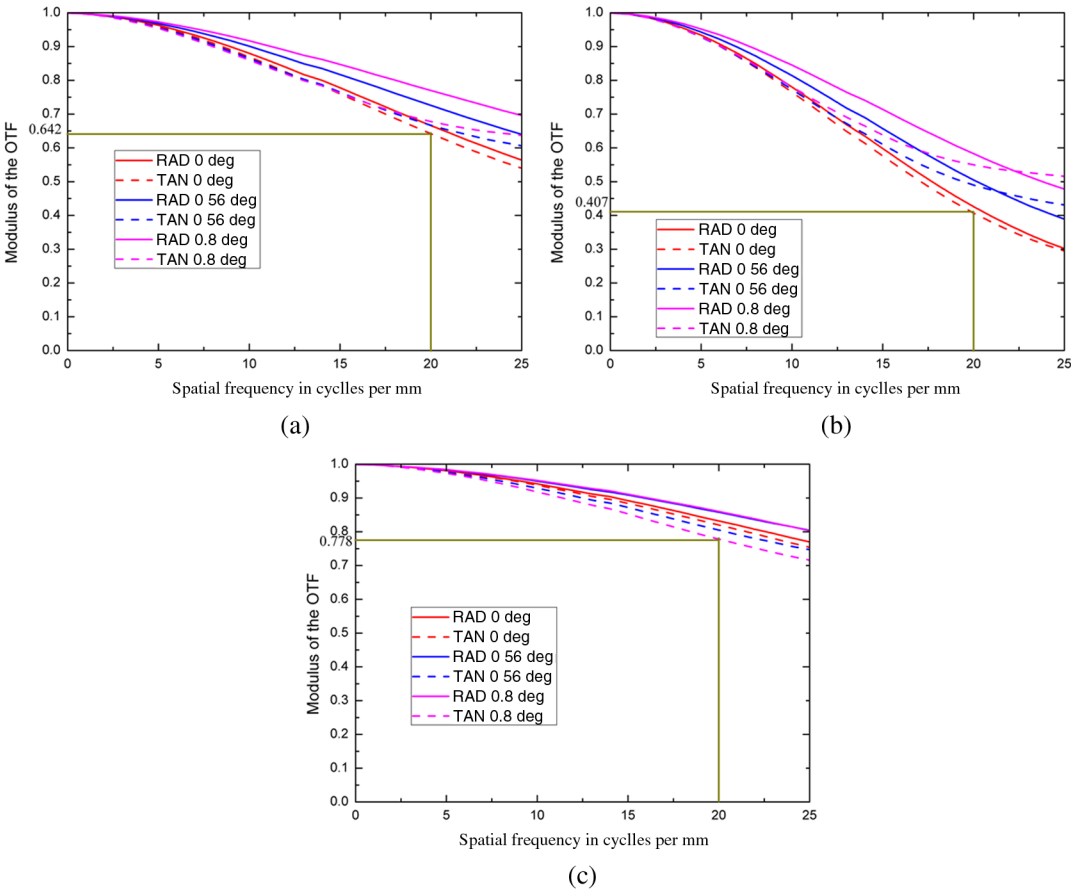 1.0
0.9
0.8
0.7
0.642
0.6
0.5
0.4
0.3
0.2
0.1
0.0
Modulus of the OTF
RAD 0 deg
TAN 0 deg
RAD 0 56 deg
TAN 0 56 deg
RAD 0.8 deg
TAN 0.8 deg
0 5 10 15 20 25
Spatial frequency in cyclles per mm
(a)
1.0
0.9
0.8
0.7
0.6
0.5
0.407
0.4
0.3
0.2
0.1
0.0
Modulus of the OTF
RAD 0 deg
TAN 0 deg
RAD 0 56 deg
TAN 0 56 deg
RAD 0.8 deg
TAN 0.8 deg
0 5 10 15 20 25
Spatial frequency in cyclles per mm
(b)
1.0
0.9
0.8
0.778
0.7
0.6
0.5
0.4
0.3
0.2
0.1
0.0
Modulus of the OTF
RAD 0 deg
TAN 0 deg
RAD 0 56 deg
TAN 0 56 deg
RAD 0.8 deg
TAN 0.8 deg
0 5 10 15 20 25
Spatial frequency in cyclles per mm
(c)